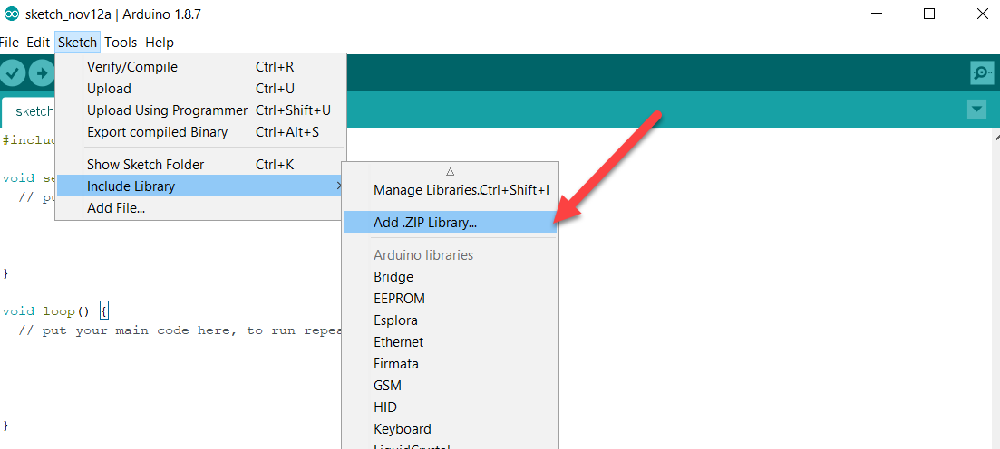 sketch_nov12a | Arduino 1.8.7
File Edit Sketch Tools Help
Verify/Compile Ctrl+R
Upload Ctrl+U
Upload Using Programmer Ctrl+Shift+U
Export compiled Binary Ctrl+Alt+S
Show Sketch Folder Ctrl+K
Include Library
Add File...
Manage Libraries.Ctrl+Shift+I
Add .ZIP Library...
Arduino libraries
Bridge
EEPROM
Esplora
Ethernet
Firmata
GSM
HID
Keyboard
sketch
#includ
void se
// pu
}
void loop() {
// put your main code here, to run repea
}